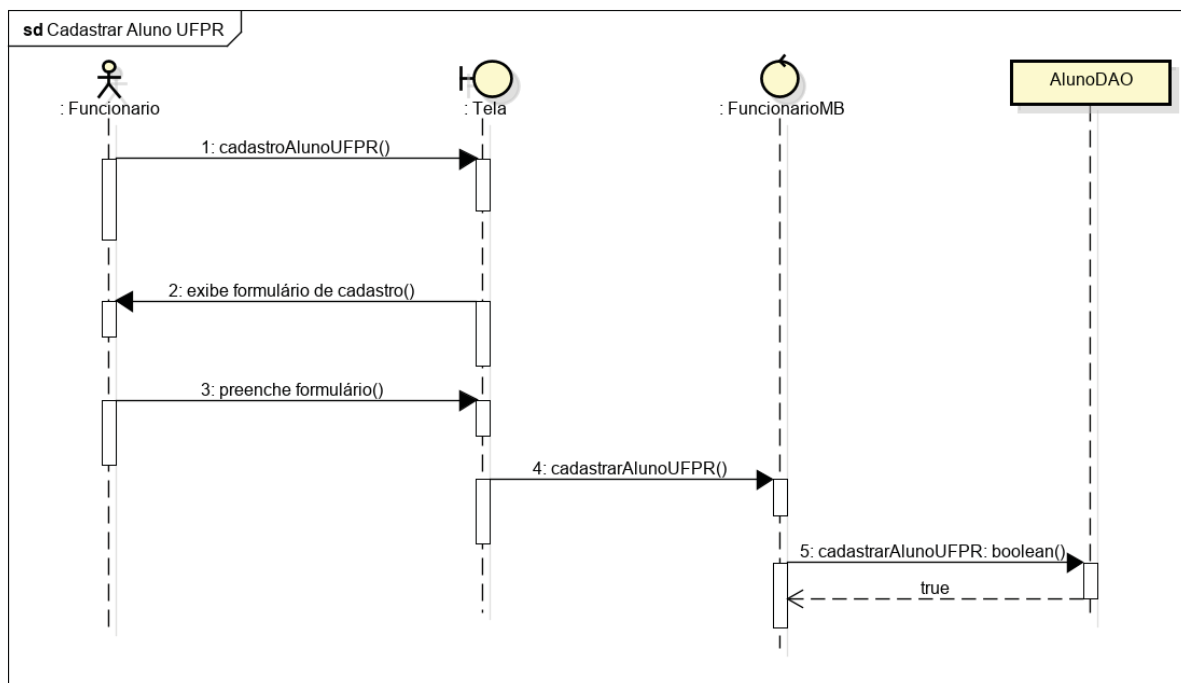 sd Cadastrar Aluno UFPR
: Funcionario
: Tela
: FuncionarioMB
AlunoDAO
1: cadastroAlunoUFPR()
2: exibe formulário de cadastro()
3: preenche formulário()
4: cadastrarAlunoUFPR()
5: cadastrarAlunoUFPR: boolean()
true